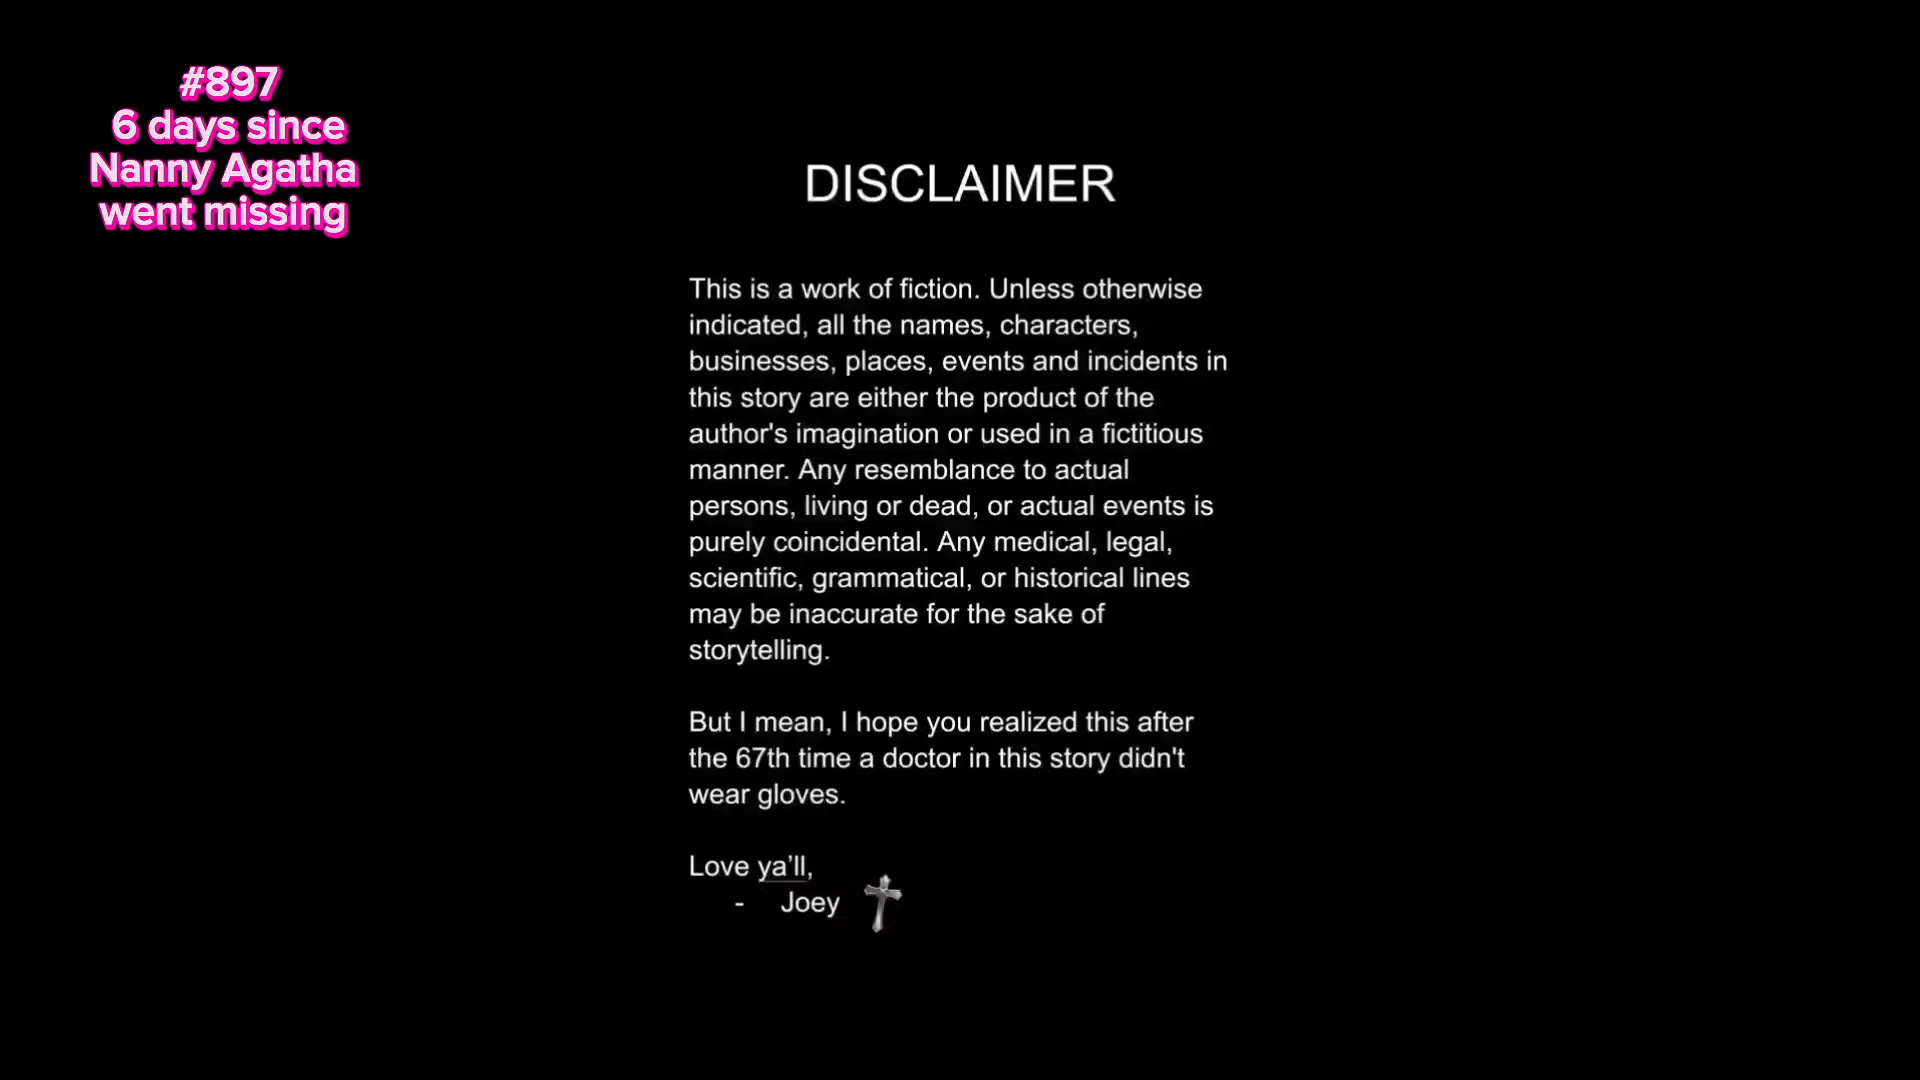 #897
6 days since
Nanny Agatha
went missing
DISCLAIMER
This is a work of fiction. Unless otherwise
indicated, all the names, characters,
businesses, places, events and incidents in
this story are either the product of the
author's imagination or used in a fictitious
manner. Any resemblance to actual
persons, living or dead, or actual events is
purely coincidental. Any medical, legal,
scientific, grammatical, or historical lines
may be inaccurate for the sake of
storytelling.
But I mean, I hope you realized this after
the 67th time a doctor in this story didn't
wear gloves.
Love ya’ll,
- Joey